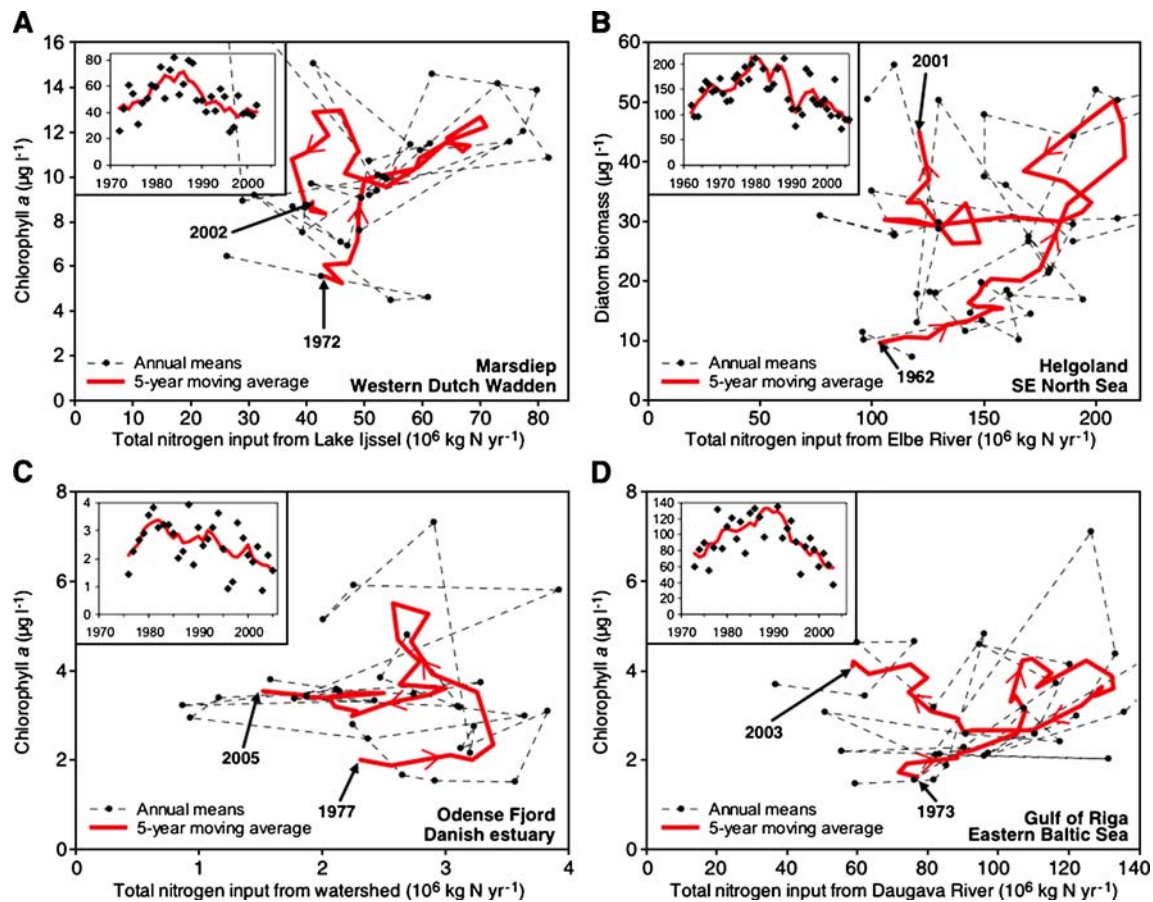 A
16
14
12
10
8
6
4
2
0
Chlorophyll a (µg l-1)
80
60
40
20
0
1970 1980 1990 2000
2002
1972
Annual means
5-year moving average
Marsdiep
Western Dutch Wadden
0 10 20 30 40 50 60 70 80
Total nitrogen input from Lake Ijssel (10⁶ kg N yr⁻¹)
B
60
50
40
30
20
10
0
Diatom biomass (µg l-1)
200
150
100
50
0
1960 1970 1980 1990 2000
2001
1962
Annual means
5-year moving average
Helgoland
SE North Sea
0 50 100 150 200
Total nitrogen input from Elbe River (10⁶ kg N yr⁻¹)
C
8
6
4
2
0
Chlorophyll a (µg l-1)
4
3
2
1
0
1970 1980 1990 2000
2005
1977
Annual means
5-year moving average
Odense Fjord
Danish estuary
0 1 2 3 4
Total nitrogen input from watershed (10⁶ kg N yr⁻¹)
D
8
6
4
2
0
Chlorophyll a (µg l-1)
140
120
100
80
60
40
20
0
1970 1980 1990 2000
2003
1973
Annual means
5-year moving average
Gulf of Riga
Eastern Baltic Sea
0 20 40 60 80 100 120 140
Total nitrogen input from Daugava River (10⁶ kg N yr⁻¹)